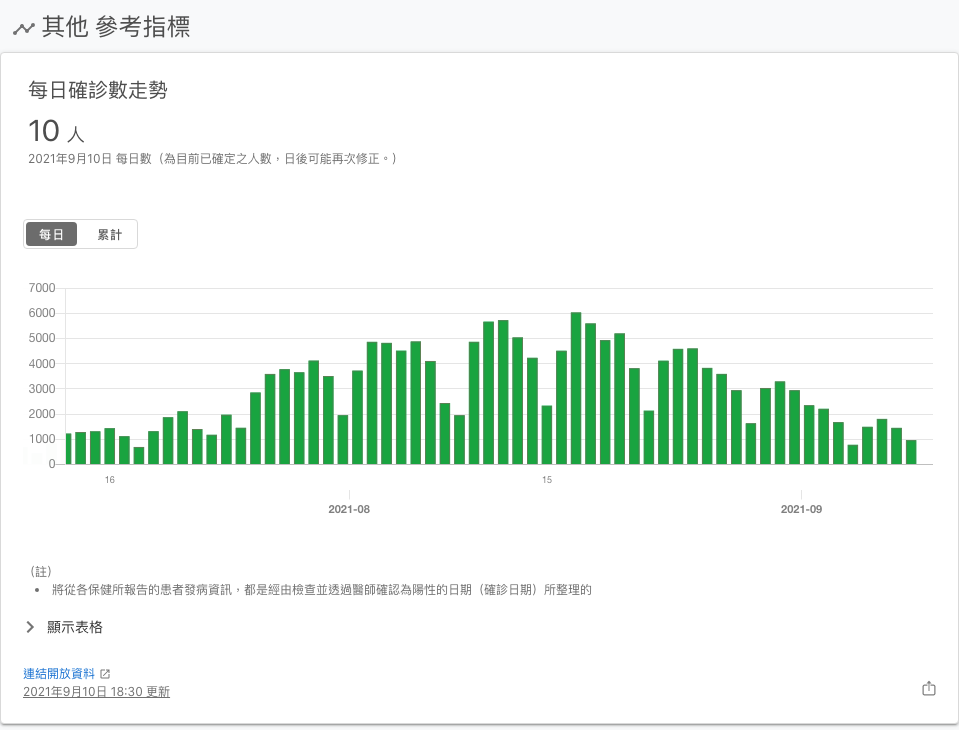 其他 參考指標
每日確診數走勢
10 人
2021年9月10日 每日數（為目前已確定之人數，日後可能再次修正。）
每日 累計
7000
6000
5000
4000
3000
2000
1000
0
16 15
2021-08 2021-09
（註）
• 將從各保健所報告的患者發病資訊，都是經由檢查並透過醫師確認為陽性的日期（確診日期）所整理的
顯示表格
連結開放資料
2021年9月10日 18:30 更新